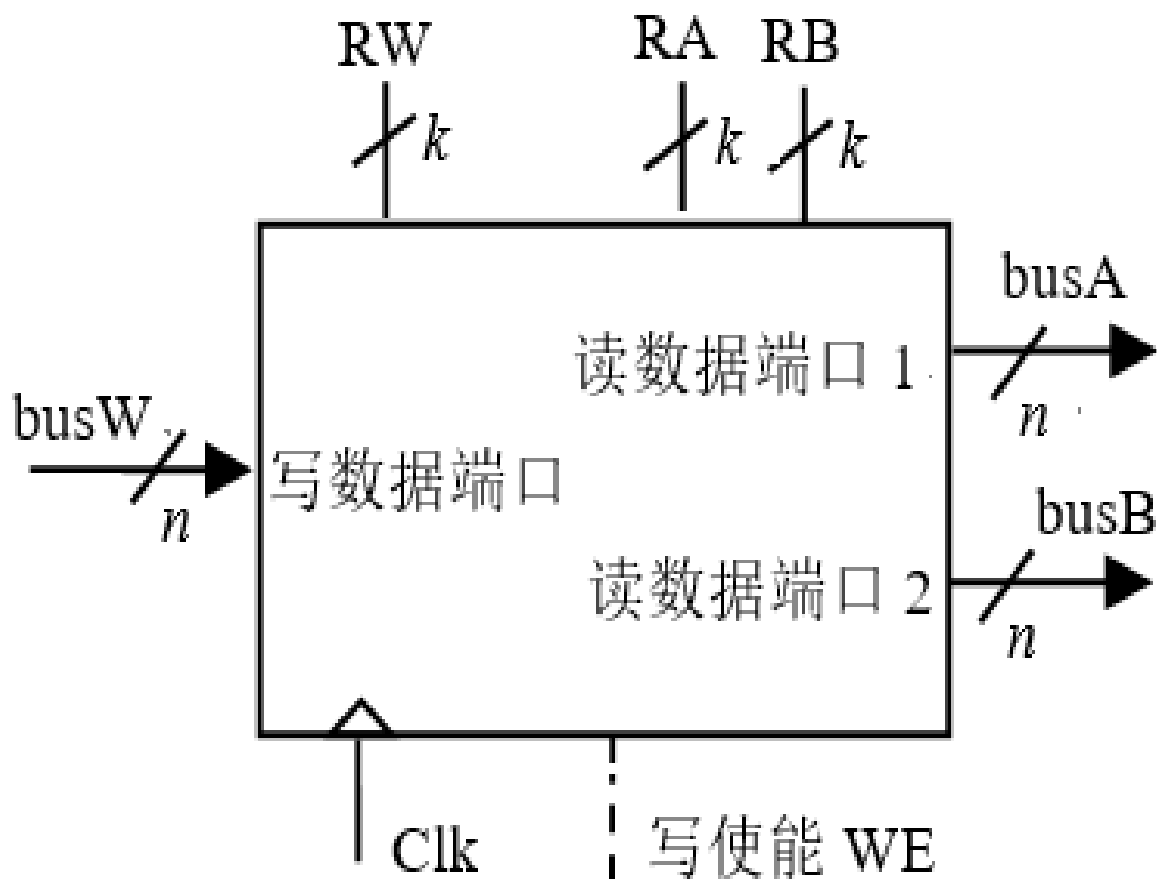 RW RA RB
k k k
busA
读数据端口 1
n
busW
写数据端口
n
busB
读数据端口 2
n
Clk 写使能 WE